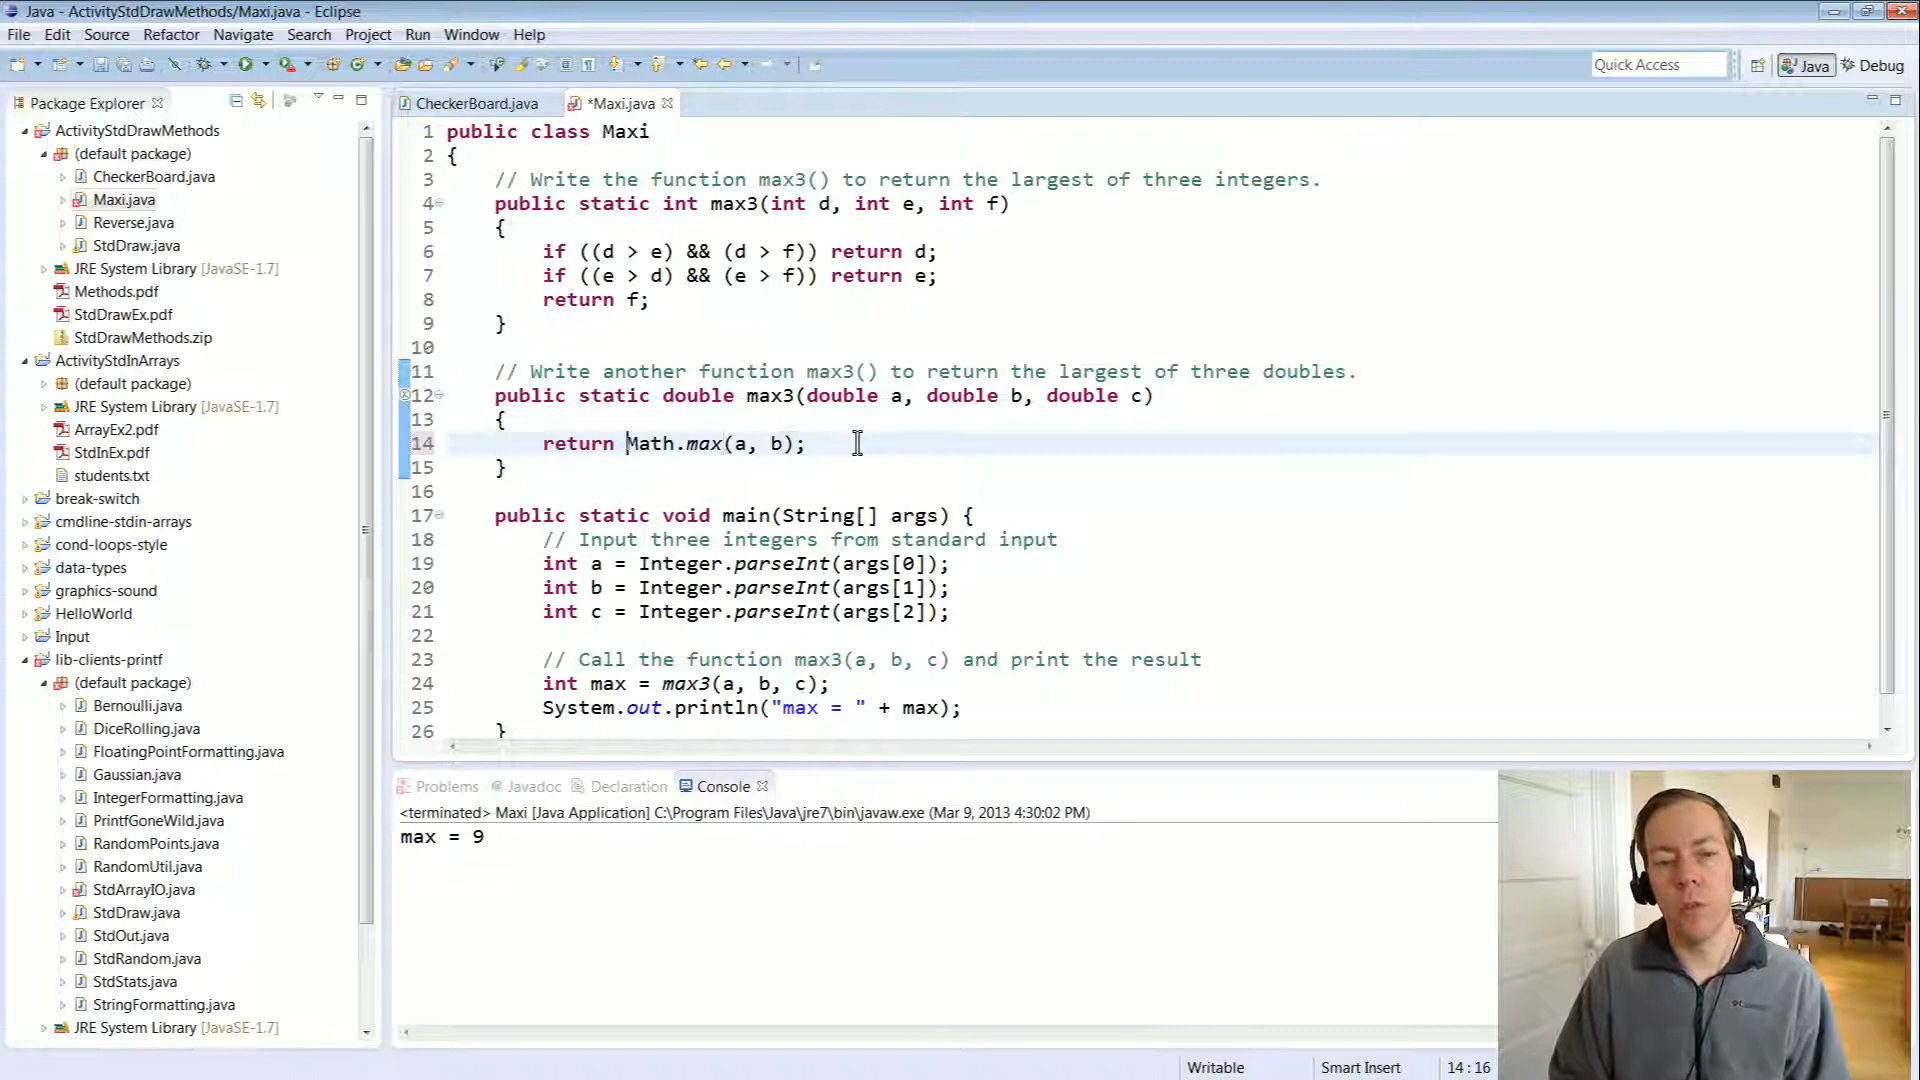 Java - ActivityStdDrawMethods/Maxi.java - Eclipse
File Edit Source Refactor Navigate Search Project Run Window Help
Quick Access
Java
Debug
Package Explorer
CheckerBoard.java
*Maxi.java
ActivityStdDrawMethods
(default package)
CheckerBoard.java
Maxi.java
Reverse.java
StdDraw.java
JRE System Library [JavaSE-1.7]
Methods.pdf
StdDrawEx.pdf
StdDrawMethods.zip
ActivityStdInArrays
(default package)
JRE System Library [JavaSE-1.7]
ArrayEx2.pdf
StdInEx.pdf
students.txt
break-switch
cmdline-stdin-arrays
cond-loops-style
data-types
graphics-sound
HelloWorld
Input
lib-clients-printf
(default package)
Bernoulli.java
DiceRolling.java
FloatingPointFormatting.java
Gaussian.java
IntegerFormatting.java
PrintfGoneWild.java
RandomPoints.java
RandomUtil.java
StdArrayIO.java
StdDraw.java
StdOut.java
StdRandom.java
StdStats.java
StringFormatting.java
JRE System Library [JavaSE-1.7]
1 public class Maxi
2 {
3 // Write the function max3() to return the largest of three integers.
4 public static int max3(int d, int e, int f)
5 {
6 if ((d > e) && (d > f)) return d;
7 if ((e > d) && (e > f)) return e;
8 return f;
9 }
10
11 // Write another function max3() to return the largest of three doubles.
12 public static double max3(double a, double b, double c)
13 {
14 return Math.max(a, b);
15 }
16
17 public static void main(String[] args) {
18 // Input three integers from standard input
19 int a = Integer.parseInt(args[0]);
20 int b = Integer.parseInt(args[1]);
21 int c = Integer.parseInt(args[2]);
22
23 // Call the function max3(a, b, c) and print the result
24 int max = max3(a, b, c);
25 System.out.println("max = " + max);
26 }
Problems
Javadoc
Declaration
Console
<terminated> Maxi [Java Application] C:\Program Files\Java\jre7\bin\javaw.exe (Mar 9, 2013 4:30:02 PM)
max = 9
Writable
Smart Insert
14 : 16